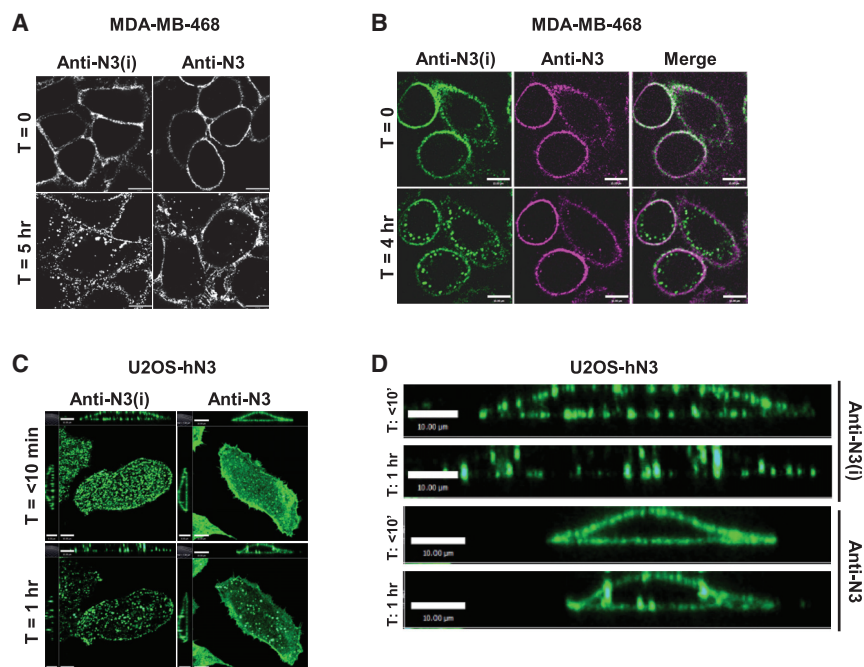 A
MDA-MB-468
Anti-N3(i) Anti-N3
T = 0
T = 5 hr
B
MDA-MB-468
Anti-N3(i) Anti-N3 Merge
T = 0
T = 4 hr
C
U2OS-hN3
Anti-N3(i) Anti-N3
T = <10 min
T = 1 hr
D
U2OS-hN3
T: <10'
10.00 µm
T: 1 hr
10.00 µm
Anti-N3(i)
T: <10'
10.00 µm
T: 1 hr
10.00 µm
Anti-N3